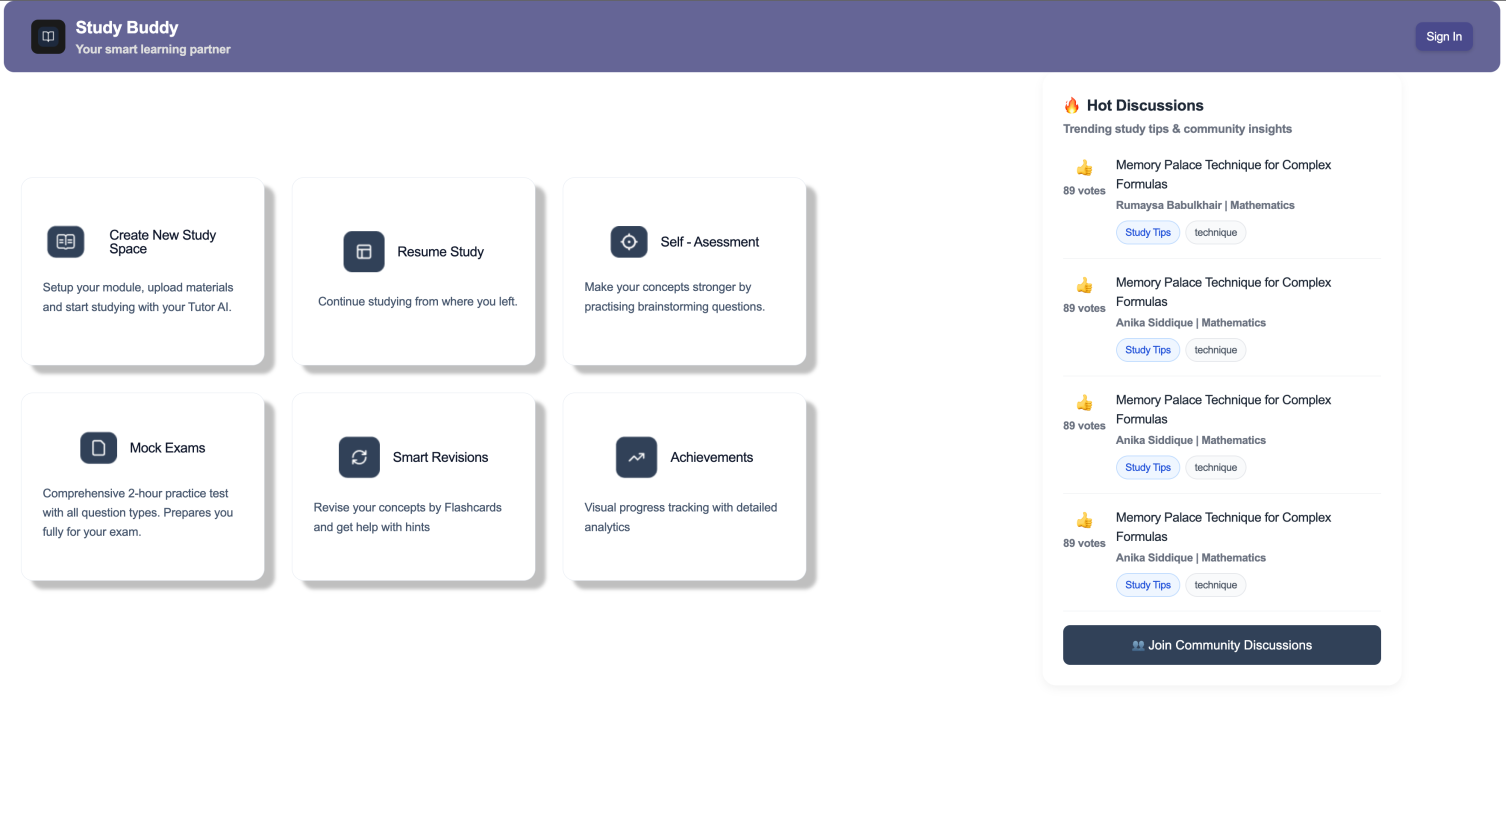 Study Buddy
Your smart learning partner
Sign In
Create New Study
Space
Setup your module, upload materials
and start studying with your Tutor AI.
Resume Study
Continue studying from where you left.
Self - Asessment
Make your concepts stronger by
practising brainstorming questions.
Mock Exams
Comprehensive 2-hour practice test
with all question types. Prepares you
fully for your exam.
Smart Revisions
Revise your concepts by Flashcards
and get help with hints
Achievements
Visual progress tracking with detailed
analytics
🔥 Hot Discussions
Trending study tips & community insights
👍
89 votes
Memory Palace Technique for Complex
Formulas
Rumaysa Babulkhair | Mathematics
Study Tips technique
👍
89 votes
Memory Palace Technique for Complex
Formulas
Anika Siddique | Mathematics
Study Tips technique
👍
89 votes
Memory Palace Technique for Complex
Formulas
Anika Siddique | Mathematics
Study Tips technique
👍
89 votes
Memory Palace Technique for Complex
Formulas
Anika Siddique | Mathematics
Study Tips technique
👥 Join Community Discussions